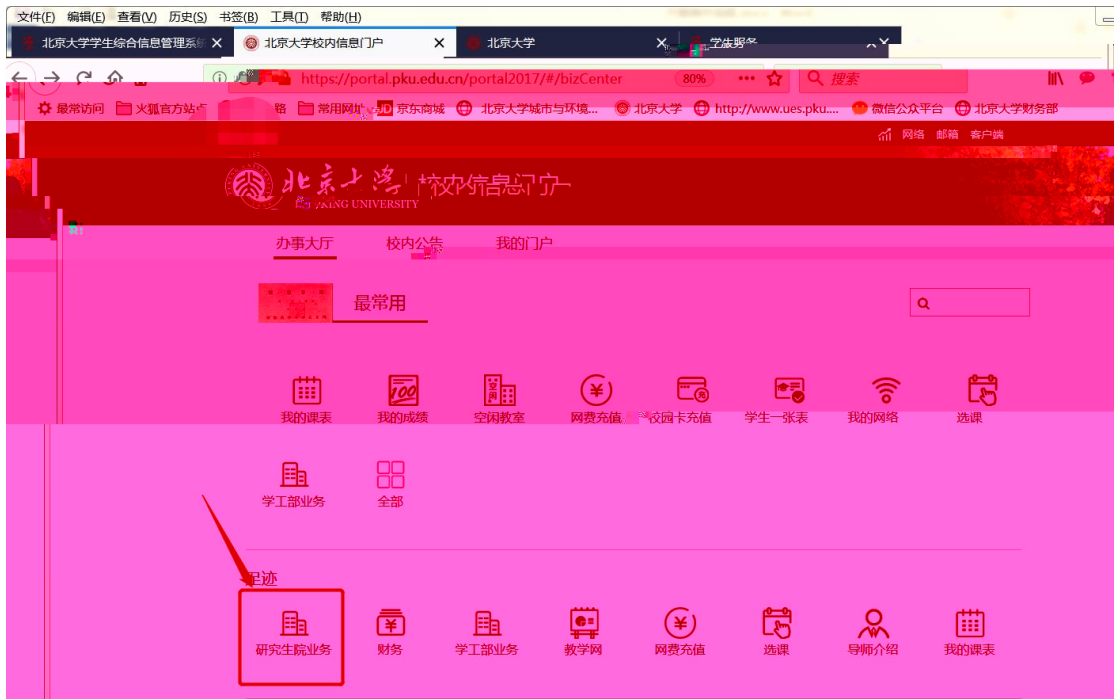 文件(F) 编辑(E) 查看(V) 历史(S) 书签(B) 工具(T) 帮助(H)
北京大学学生综合信息管理系统 北京大学校内信息门户 北京大学
https://portal.pku.edu.cn/portal2017/#/bizCenter 80% 搜索
最常访问 火狐官方站点 常用网址 JD 京东商城 北京大学城市与环境... 北京大学 http://www.ues.pku.... 微信公众平台 北京大学财务部
网络 邮箱 客户端
北京大学 校内信息门户
UNIVERSITY
办事大厅 校内公告 我的门户
最常用
我的课表 我的成绩 空闲教室 网费充值 校园卡充值 学生一张表 我的网络 选课
学工部业务 全部
足迹
研究生院业务 财务 学工部业务 教学网 网费充值 选课 导师介绍 我的课表